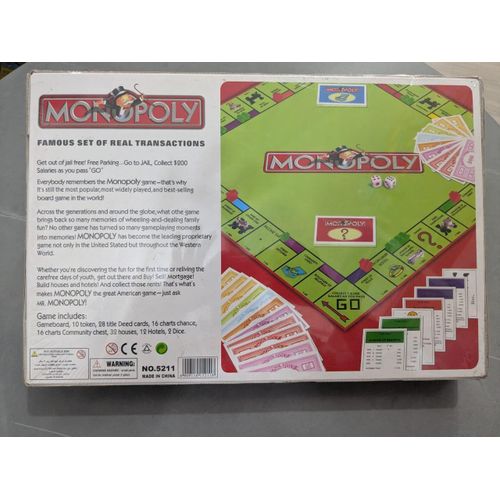 MONOPOLY
FAMOUS SET OF REAL TRANSACTIONS
Get out of jail free! Free Parking... Go to JAIL, Collect $200
Salaries as you pass "GO"
Everybody remembers the Monopoly game—that's why
It's still the most popular,most widely played,and best-selling
board game in the world!
Across the generations and around the globe,what othe game
brings back so many memories of wheeling-and-dealing family
fun? No other game has turned so many gameplaying moments
into memories! MONOPOLY has become the leading proprietary
game not only in the United Stated but throughout the Western
World.
Whether you're discovering the fun for the first time or reliving the
carefree days of youth, get out there and Buy! Sell! Mortgage!
Build houses and hotels! And collect those rents! That's what's
makes MONOPOLY the great American game—just ask
MR. MONOPOLY!
Game includes:
Gameboard, 10 token, 28 title Deed cards, 16 charts chance,
16 charts Community chest, 32 houses, 12 Hotels, 2 Dice.
WARNING:
NO.5211
MADE IN CHINA
MONOPOLY
MONOPOLY
MONOPOLY
?
GO